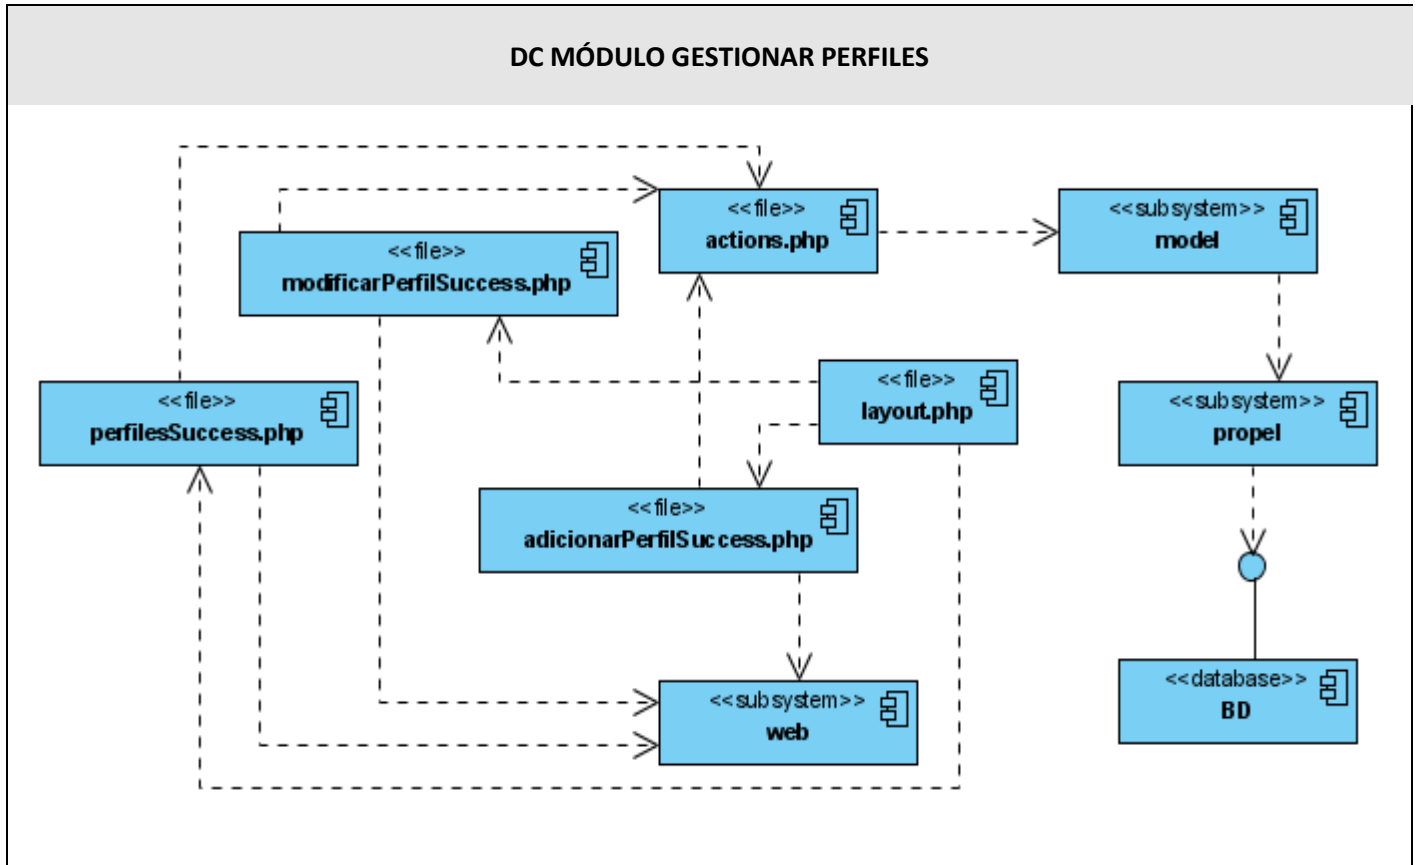 DC MÓDULO GESTIONAR PERFILES
<<file>>
actions.php
<<subsystem>>
model
<<file>>
modificarPerfilSuccess.php
<<file>>
layout.php
<<file>>
perfilesSuccess.php
<<subsystem>>
propel
<<file>>
adicionarPerfilSuccess.php
<<subsystem>>
web
<<database>>
BD